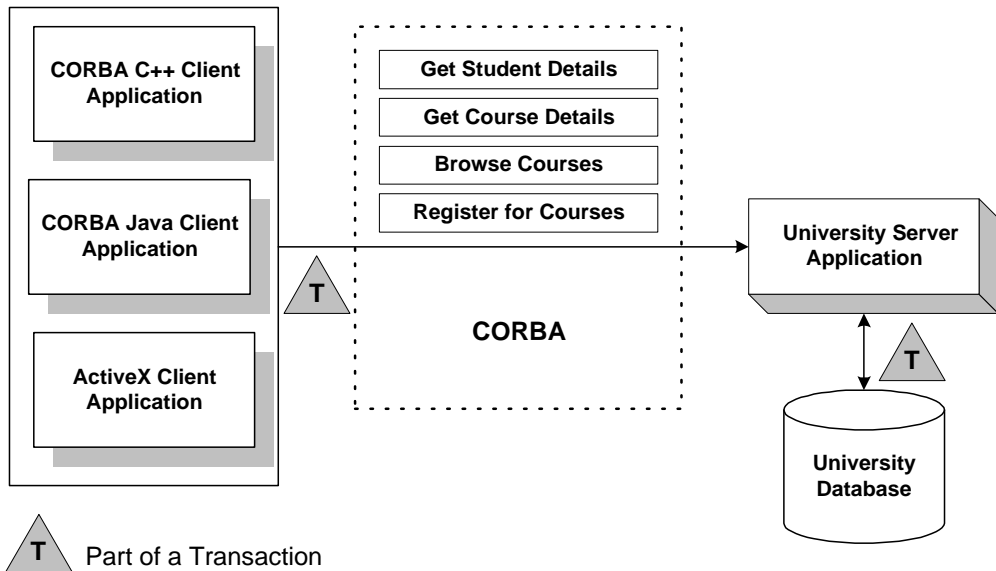 CORBA C++ Client
Application
CORBA Java Client
Application
ActiveX Client
Application
Get Student Details
Get Course Details
Browse Courses
Register for Courses
T
CORBA
University Server
Application
T
University
Database
T
Part of a Transaction